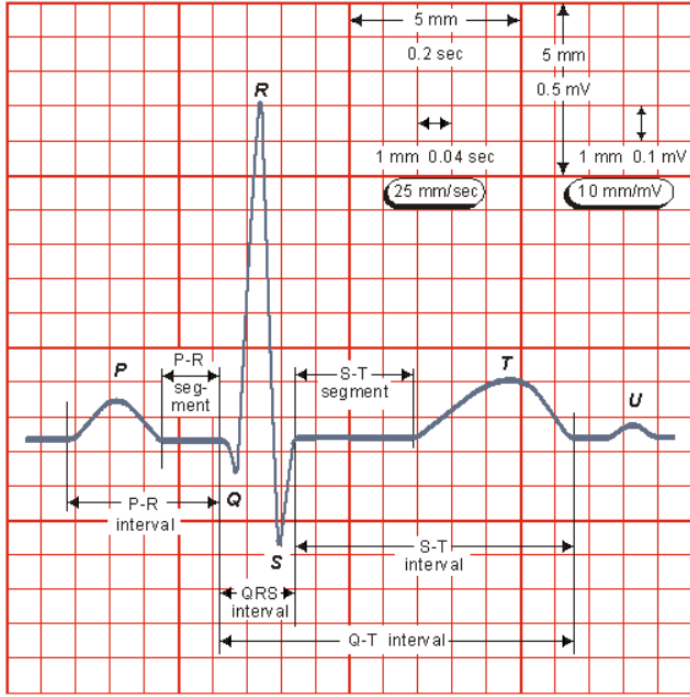 5 mm
0.2 sec
5 mm
0.5 mV
R
1 mm 0.04 sec
1 mm 0.1 mV
25 mm/sec
10 mm/mV
P
P-R
seg-
ment
S-T
segment
T
U
Q
P-R
interval
S
S-T
interval
QRS
interval
Q-T interval